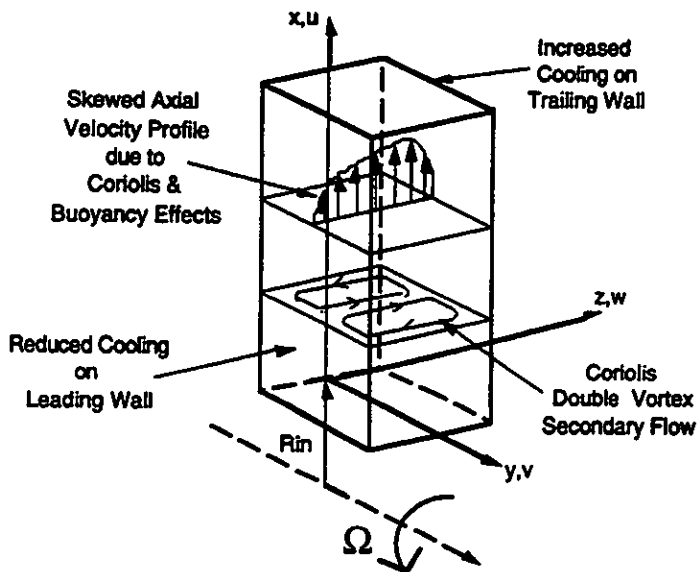 x,u
Increased
Cooling on
Trailing Wall
Skewed Axial
Velocity Profile
due to
Coriolis &
Buoyancy Effects
z,w
Reduced Cooling
on
Leading Wall
Coriolis
Double Vortex
Secondary Flow
Rin
y,v
Ω